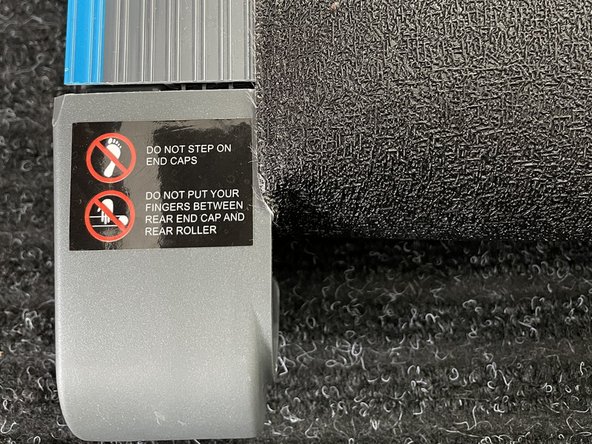 DO NOT STEP ON
END CAPS
DO NOT PUT YOUR
FINGERS BETWEEN
REAR END CAP AND
REAR ROLLER